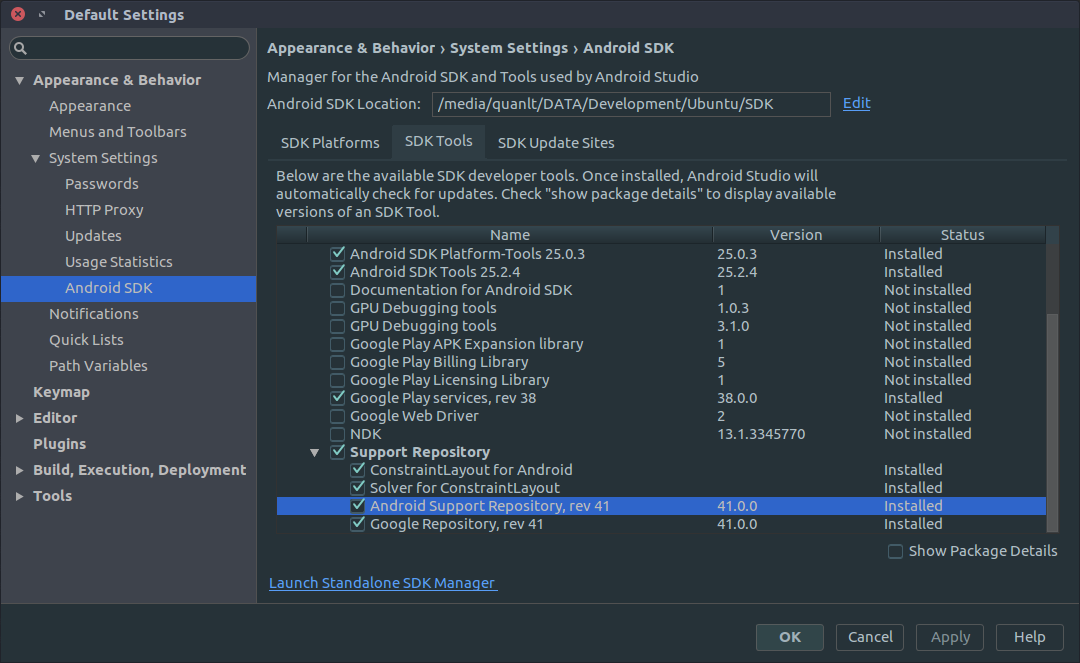 Default Settings
Appearance & Behavior
Appearance
Menus and Toolbars
System Settings
Passwords
HTTP Proxy
Updates
Usage Statistics
Android SDK
Notifications
Quick Lists
Path Variables
Keymap
Editor
Plugins
Build, Execution, Deployment
Tools
Appearance & Behavior › System Settings › Android SDK
Manager for the Android SDK and Tools used by Android Studio
Android SDK Location: /media/quanlt/DATA/Development/Ubuntu/SDK Edit
SDK Platforms SDK Tools SDK Update Sites
Below are the available SDK developer tools. Once installed, Android Studio will
automatically check for updates. Check "show package details" to display available
versions of an SDK Tool.
Name Version Status
Android SDK Platform-Tools 25.0.3 25.0.3 Installed
Android SDK Tools 25.2.4 25.2.4 Installed
Documentation for Android SDK 1 Not installed
GPU Debugging tools 1.0.3 Not installed
GPU Debugging tools 3.1.0 Not installed
Google Play APK Expansion library 1 Not installed
Google Play Billing Library 5 Not installed
Google Play Licensing Library 1 Not installed
Google Play services, rev 38 38.0.0 Installed
Google Web Driver 2 Not installed
NDK 13.1.3345770 Not installed
Support Repository
ConstraintLayout for Android Installed
Solver for ConstraintLayout Installed
Android Support Repository, rev 41 41.0.0 Installed
Google Repository, rev 41 41.0.0 Installed
Show Package Details
Launch Standalone SDK Manager
OK Cancel Apply Help